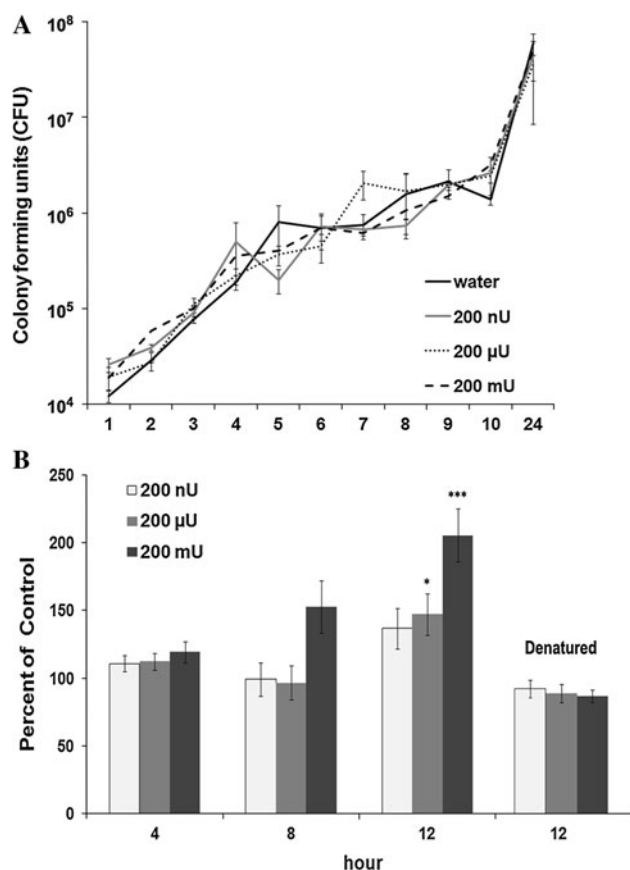 A
Colony forming units (CFU)
10⁸
10⁷
10⁶
10⁵
10⁴
water
200 nU
200 µU
200 mU
1 2 3 4 5 6 7 8 9 10 24
B
Percent of Control
250
200
150
100
50
0
200 nU
200 µU
200 mU
*
***
Denatured
4 8 12 12
hour